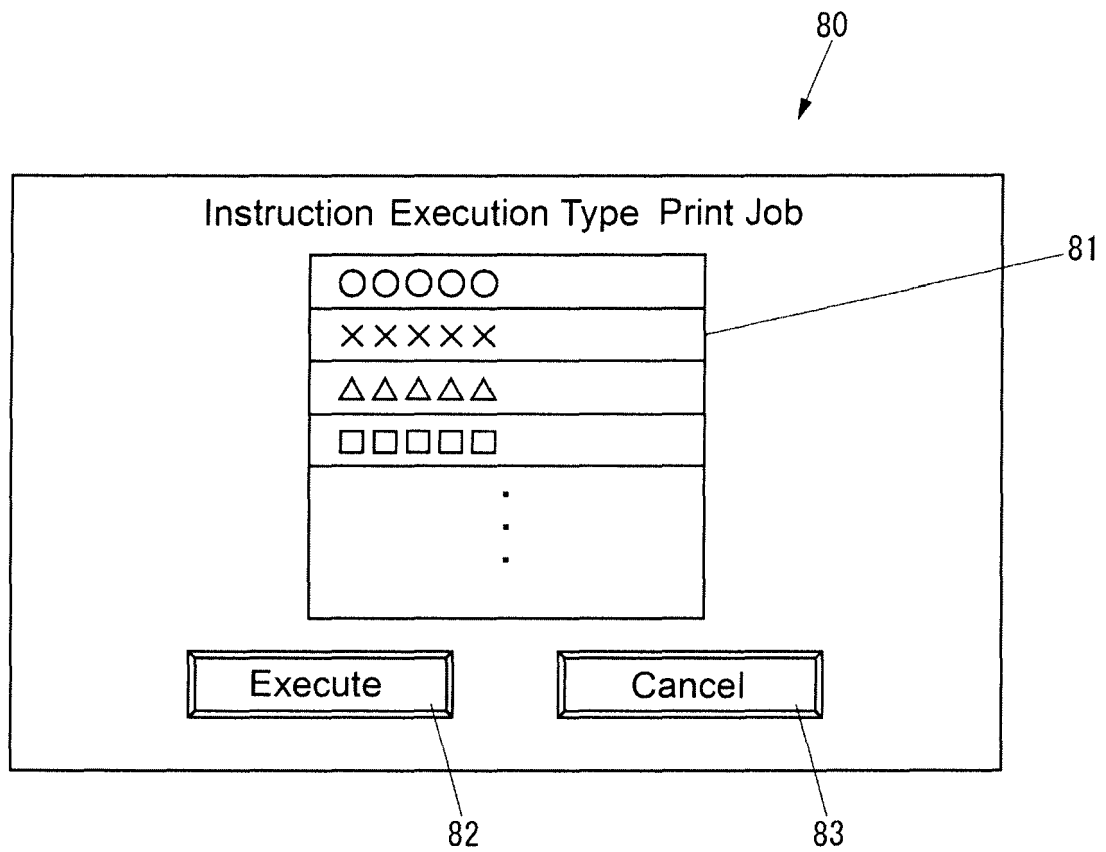 80
Instruction Execution Type Print Job
81
○○○○○
×××××
△△△△△
□□□□□
Execute
Cancel
82
83